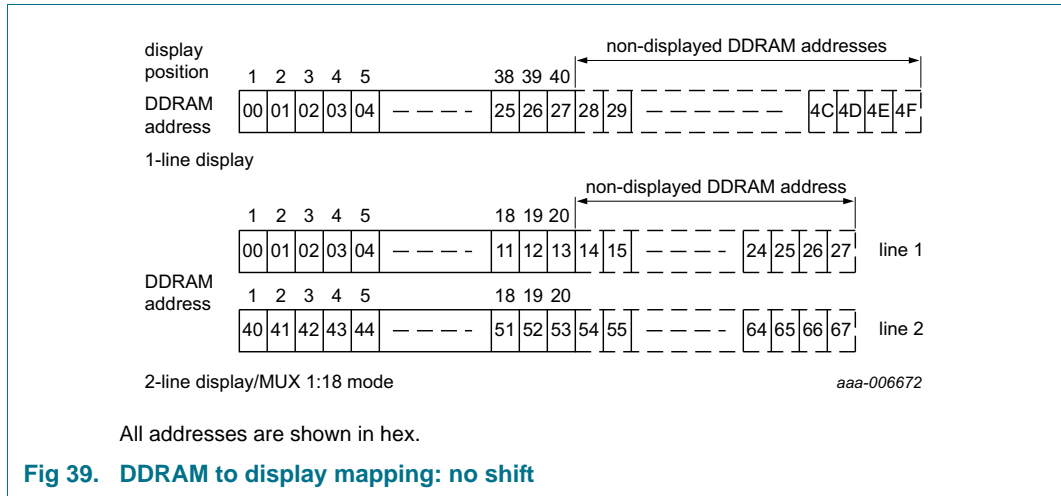 display
position
1 2 3 4 5 38 39 40 non-displayed DDRAM addresses
DDRAM
address
00 01 02 03 04 25 26 27 28 29 4C 4D 4E 4F
1-line display
non-displayed DDRAM address
1 2 3 4 5 18 19 20
00 01 02 03 04 11 12 13 14 15 24 25 26 27 line 1
DDRAM
address
1 2 3 4 5 18 19 20
40 41 42 43 44 51 52 53 54 55 64 65 66 67 line 2
2-line display/MUX 1:18 mode aaa-006672
All addresses are shown in hex.
Fig 39. DDRAM to display mapping: no shift